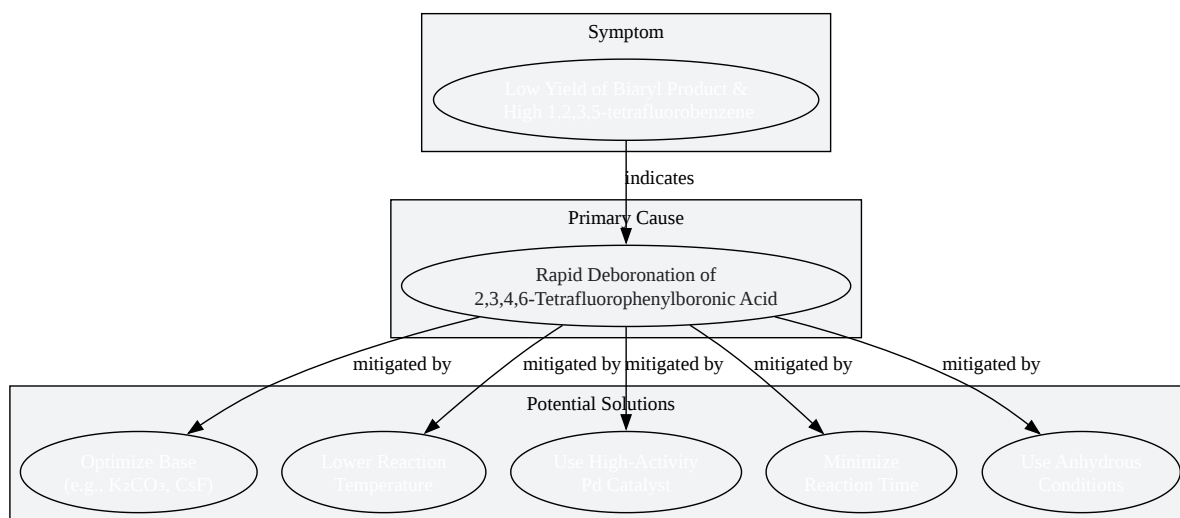 Symptom
Low Yield of Biaryl Product &
High 1,2,3,5-tetrafluorobenzene
indicates
Primary Cause
Rapid Deboronation of
2,3,4,6-Tetrafluorophenylboronic Acid
mitigated by
mitigated by
mitigated by
mitigated by
mitigated by
Potential Solutions
Optimize Base
(e.g., K₂CO₃, CsF)
Lower Reaction
Temperature
Use High-Activity
Pd Catalyst
Minimize
Reaction Time
Use Anhydrous
Conditions